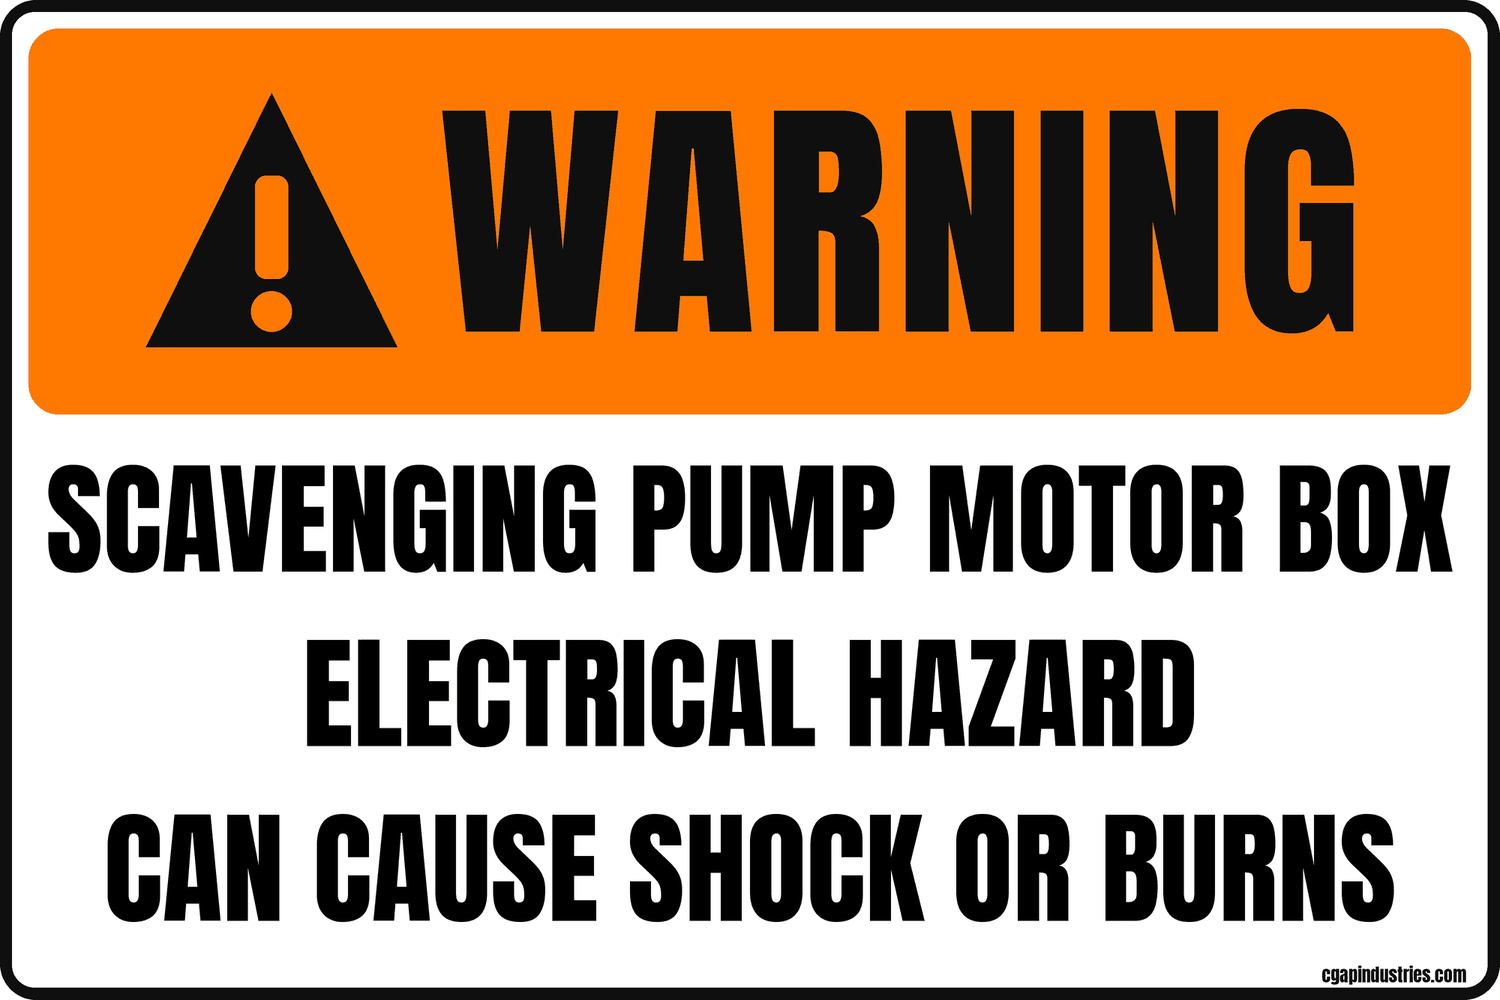 WARNING
SCAVENGING PUMP MOTOR BOX
ELECTRICAL HAZARD
CAN CAUSE SHOCK OR BURNS
cgapindustries.com